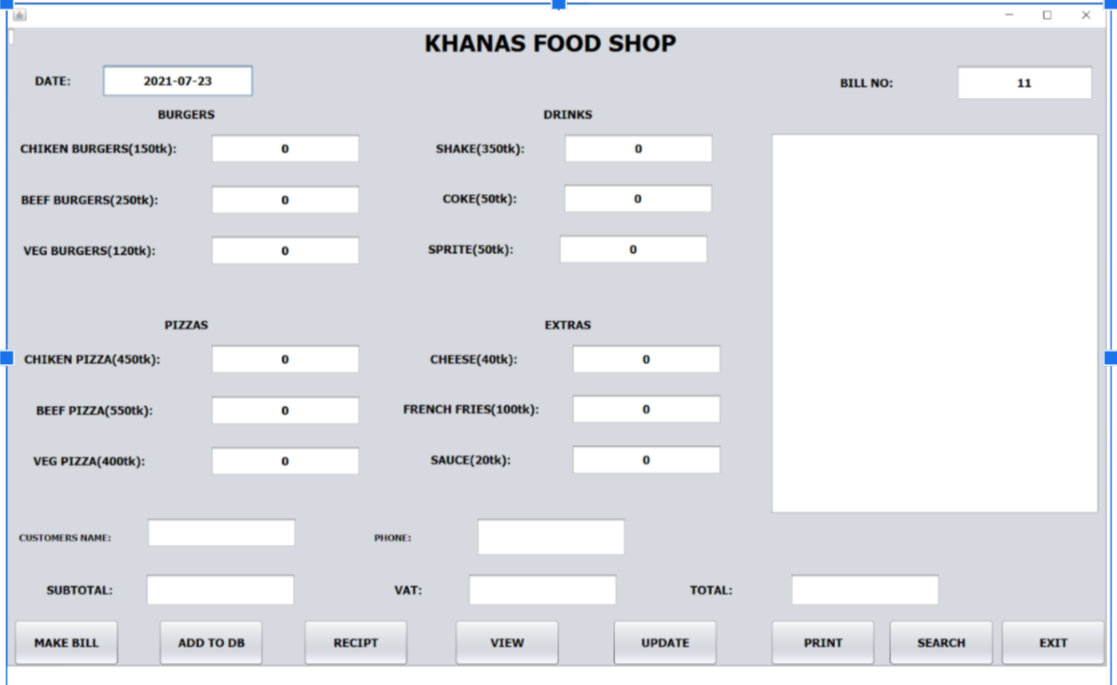 KHANAS FOOD SHOP
DATE: 2021-07-23 BILL NO: 11
BURGERS DRINKS
CHIKEN BURGERS(150tk): 0 SHAKE(350tk): 0
BEEF BURGERS(250tk): 0 COKE(50tk): 0
VEG BURGERS(120tk): 0 SPRITE(50tk): 0
PIZZAS EXTRAS
CHIKEN PIZZA(450tk): 0 CHEESE(40tk): 0
BEEF PIZZA(550tk): 0 FRENCH FRIES(100tk): 0
VEG PIZZA(400tk): 0 SAUCE(20tk): 0
CUSTOMERS NAME: PHONE:
SUBTOTAL: VAT: TOTAL:
MAKE BILL ADD TO DB RECIPT VIEW UPDATE PRINT SEARCH EXIT